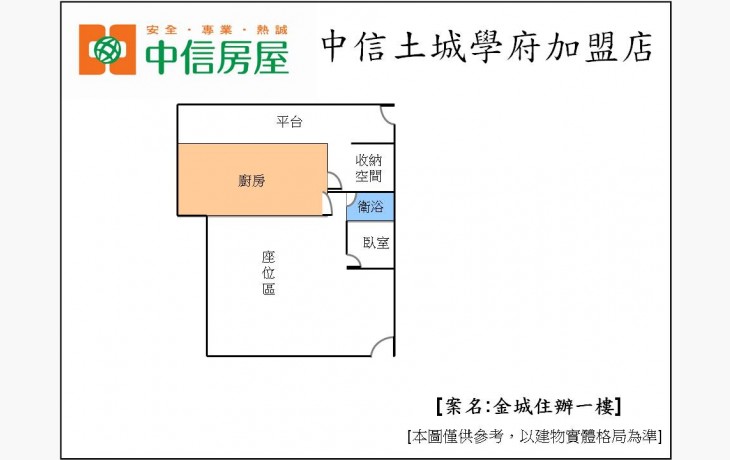 安全・專業・熱誠
中信房屋
中信土城學府加盟店
平台
收納
空間
廚房
衛浴
臥室
座
位
區
[案名:金城住辦一樓]
[本圖僅供參考，以建物實體格局為準]